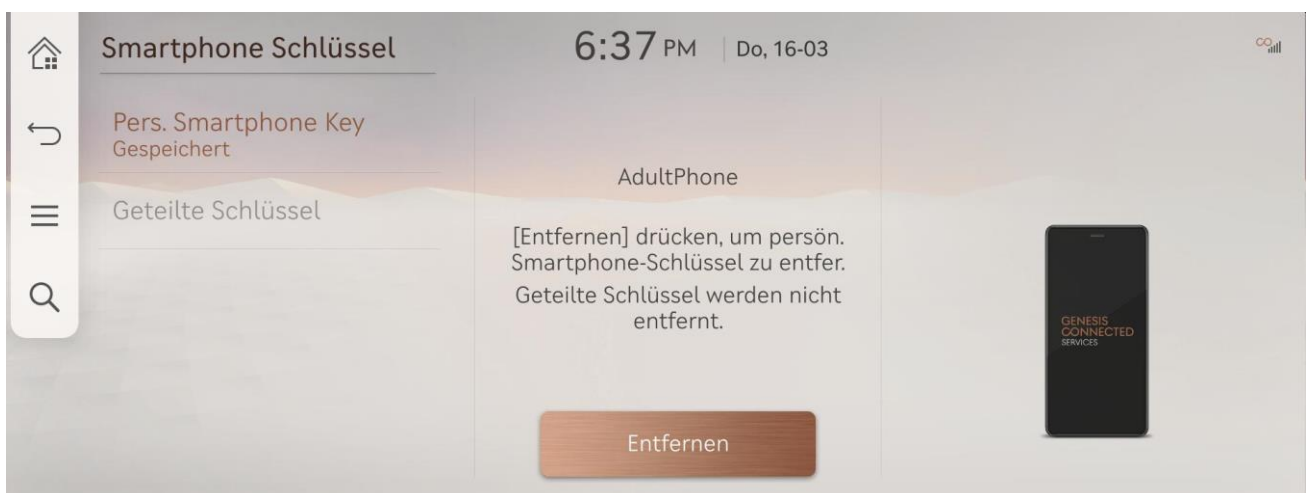 Smartphone Schlüssel
6:37 PM Do, 16-03
Pers. Smartphone Key
Gespeichert
Geteilte Schlüssel
AdultPhone
[Entfernen] drücken, um persön.
Smartphone-Schlüssel zu entfer.
Geteilte Schlüssel werden nicht
entfernt.
Entfernen
GENESIS
CONNECTED
SERVICES